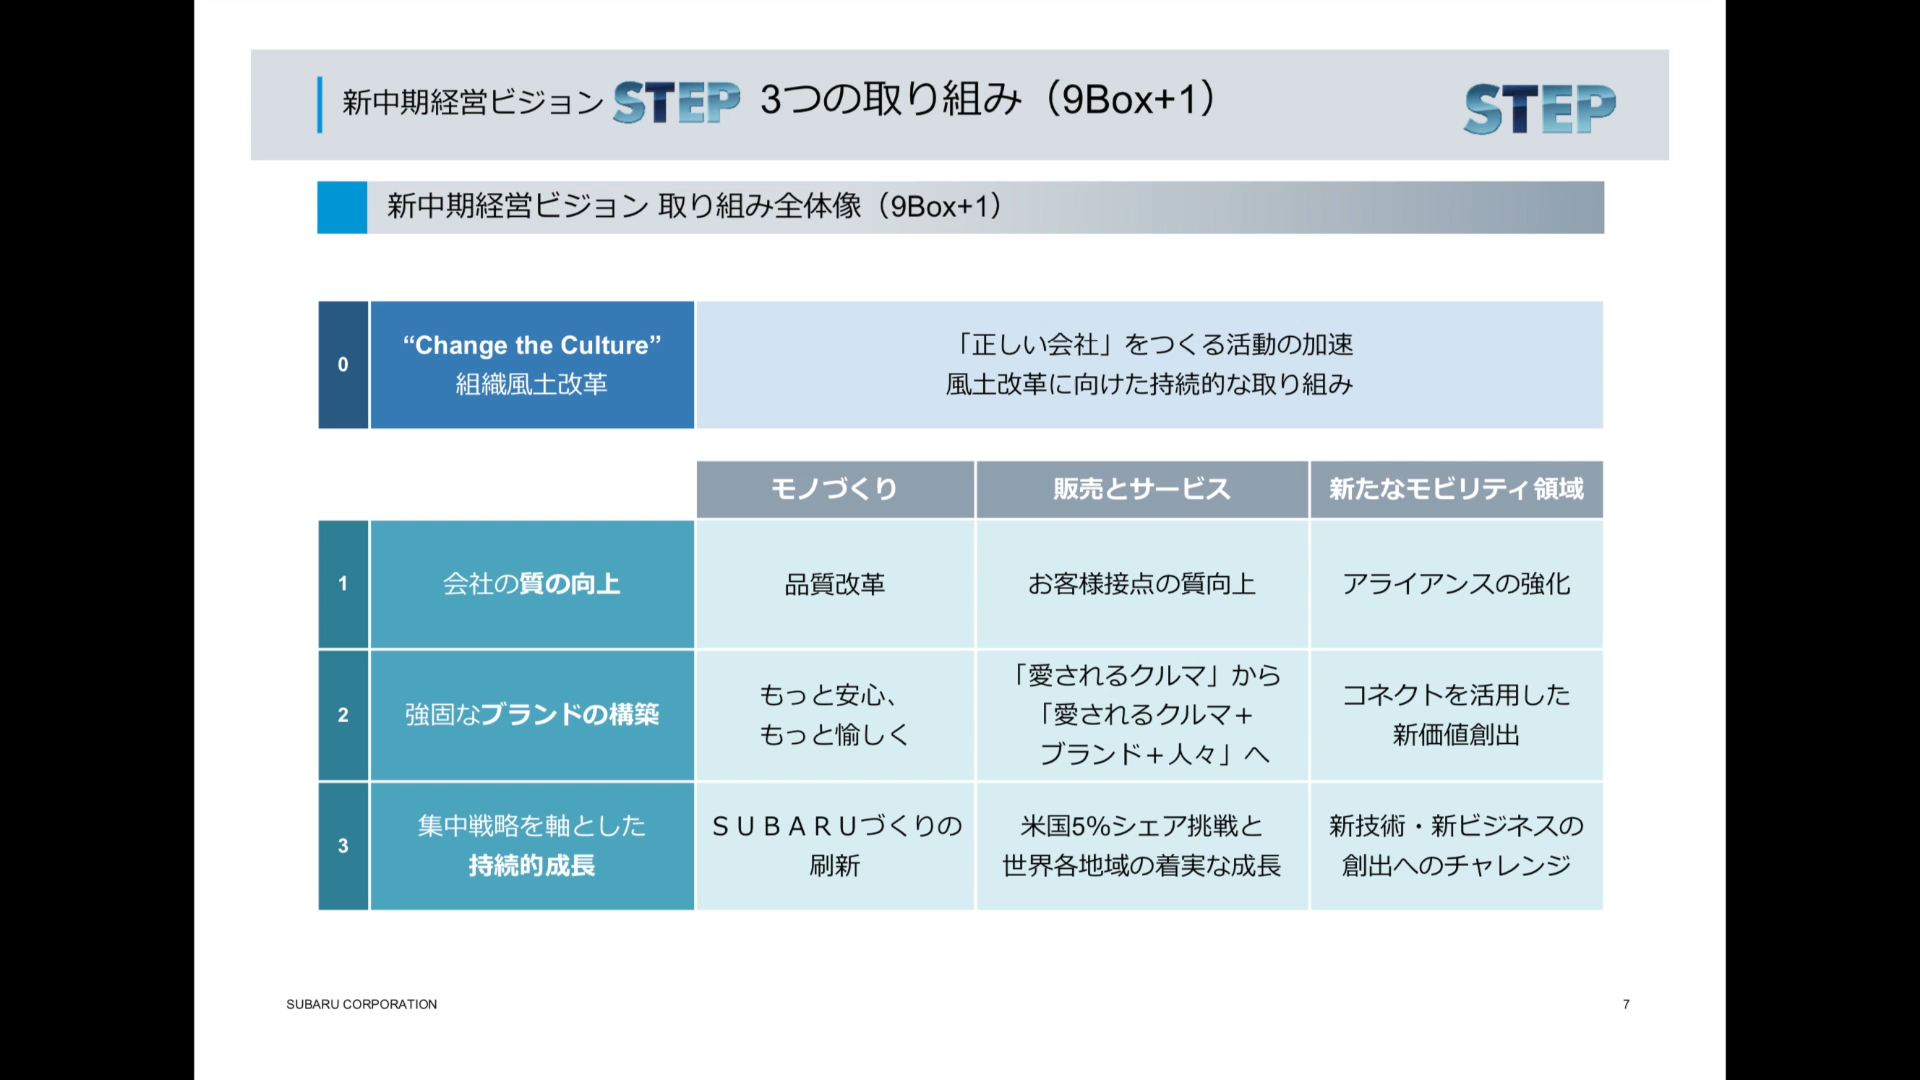 新中期経営ビジョン STEP 3つの取り組み（9Box+1）
STEP
新中期経営ビジョン 取り組み全体像（9Box+1）
0
“Change the Culture”
組織風土改革
「正しい会社」をつくる活動の加速
風土改革に向けた持続的な取り組み
モノづくり
販売とサービス
新たなモビリティ領域
1
会社の質の向上
品質改革
お客様接点の質向上
アライアンスの強化
2
強固なブランドの構築
もっと安心、
もっと愉しく
「愛されるクルマ」から
「愛されるクルマ＋
ブランド＋人々」へ
コネクトを活用した
新価値創出
3
集中戦略を軸とした
持続的成長
ＳＵＢＡＲＵづくりの
刷新
米国5%シェア挑戦と
世界各地域の着実な成長
新技術・新ビジネスの
創出へのチャレンジ
SUBARU CORPORATION
7